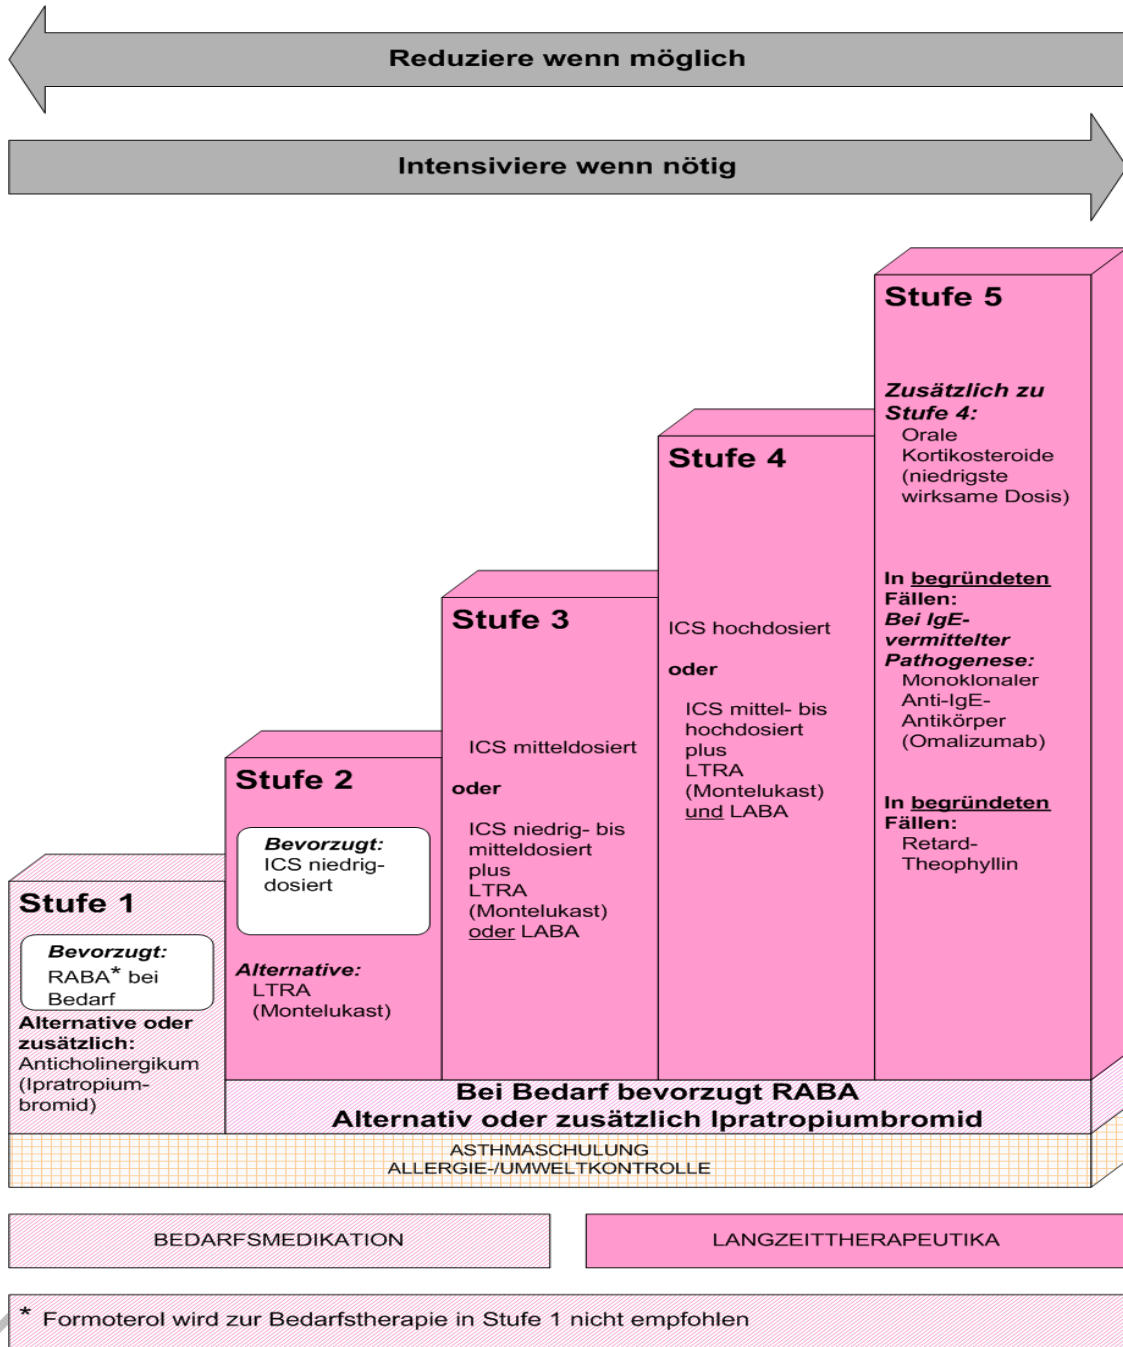 Reduziere wenn möglich
Intensiviere wenn nötig
Stufe 1
Bevorzugt:
RABA* bei
Bedarf
Alternative oder
zusätzlich:
Anticholinergikum
(Ipratropium-
bromid)
Stufe 2
Bevorzugt:
ICS niedrig-
dosiert
Alternative:
LTRA
(Montelukast)
Stufe 3
ICS mitteldosiert
oder
ICS niedrig- bis
mitteldosiert
plus
LTRA
(Montelukast)
oder LABA
Stufe 4
ICS hochdosiert
oder
ICS mittel- bis
hochdosiert
plus
LTRA
(Montelukast)
und LABA
Stufe 5
Zusätzlich zu
Stufe 4:
Orale
Kortikosteroide
(niedrigste
wirksame Dosis)
In begründeten
Fällen:
Bei IgE-
vermittelter
Pathogenese:
Monoklonaler
Anti-IgE-
Antikörper
(Omalizumab)
In begründeten
Fällen:
Retard-
Theophyllin
Bei Bedarf bevorzugt RABA
Alternativ oder zusätzlich Ipratropiumbromid
ASTHMASCHULUNG
ALLERGIE-/UMWELTKONTROLLE
BEDARFSMEDIKATION
LANGZEITTHERAPEUTIKA
* Formoterol wird zur Bedarfstherapie in Stufe 1 nicht empfohlen